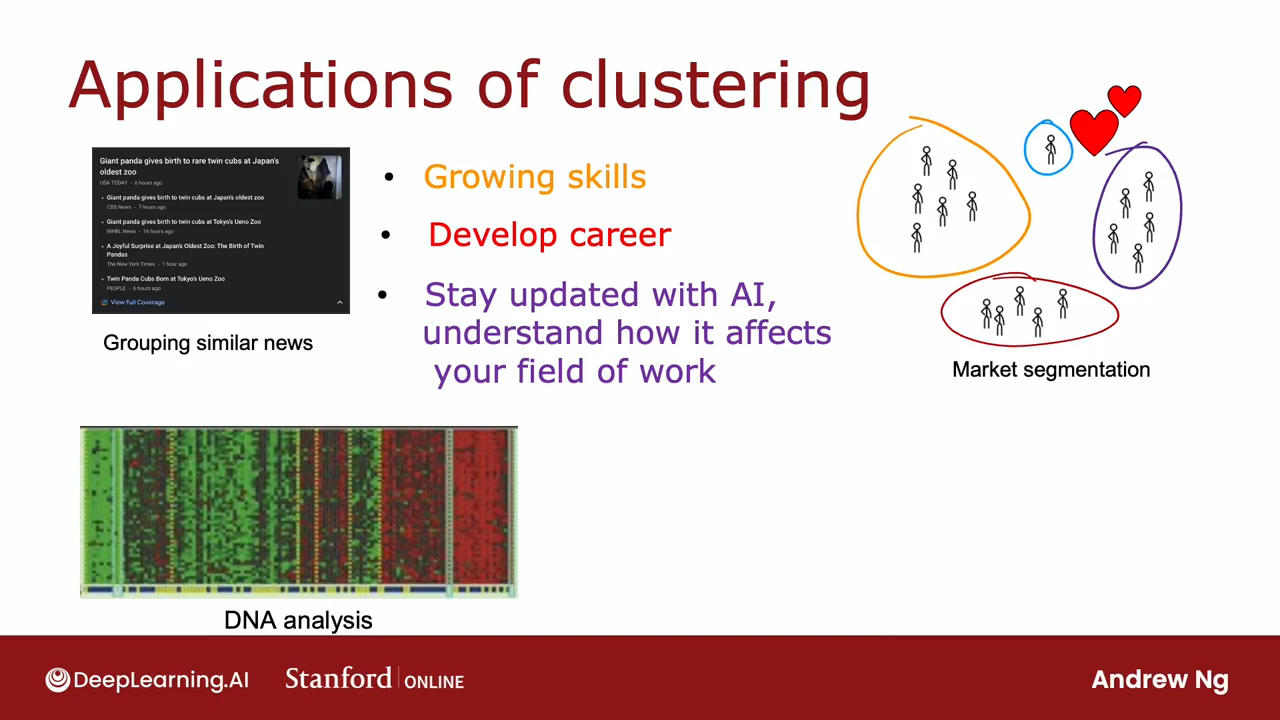 Applications of clustering
Giant panda gives birth to rare twin cubs at Japan's
oldest zoo
USA TODAY • 6 hours ago
• Giant panda gives birth to twin cubs at Japan's oldest zoo
CBS News • 7 hours ago
• Giant panda gives birth to twin cubs at Tokyo's Ueno Zoo
WHBL News • 16 hours ago
• A Joyful Surprise at Japan's Oldest Zoo: The Birth of Twin
Pandas
The New York Times • 1 hour ago
• Twin Panda Cubs Born at Tokyo's Ueno Zoo
PEOPLE • 6 hours ago
View Full Coverage
Grouping similar news
• Growing skills
• Develop career
• Stay updated with AI,
understand how it affects
your field of work
Market segmentation
DNA analysis
DeepLearning.AI
Stanford ONLINE
Andrew Ng